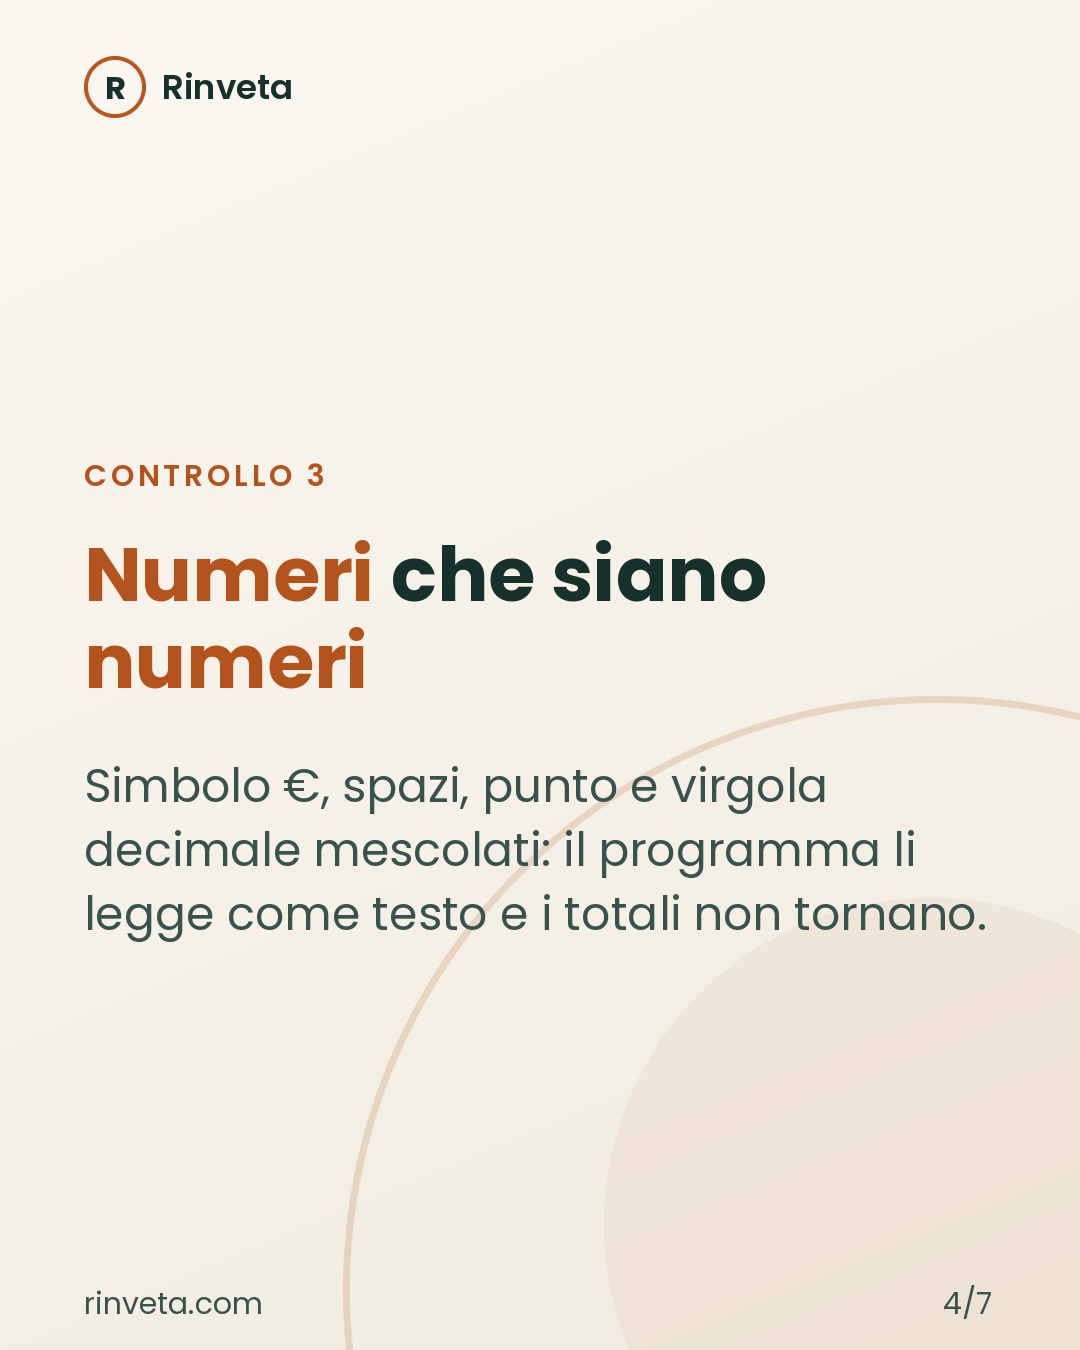 R Rinveta
CONTROLLO 3
Numeri che siano
numeri
Simbolo €, spazi, punto e virgola
decimale mescolati: il programma li
legge come testo e i totali non tornano.
rinveta.com 4/7